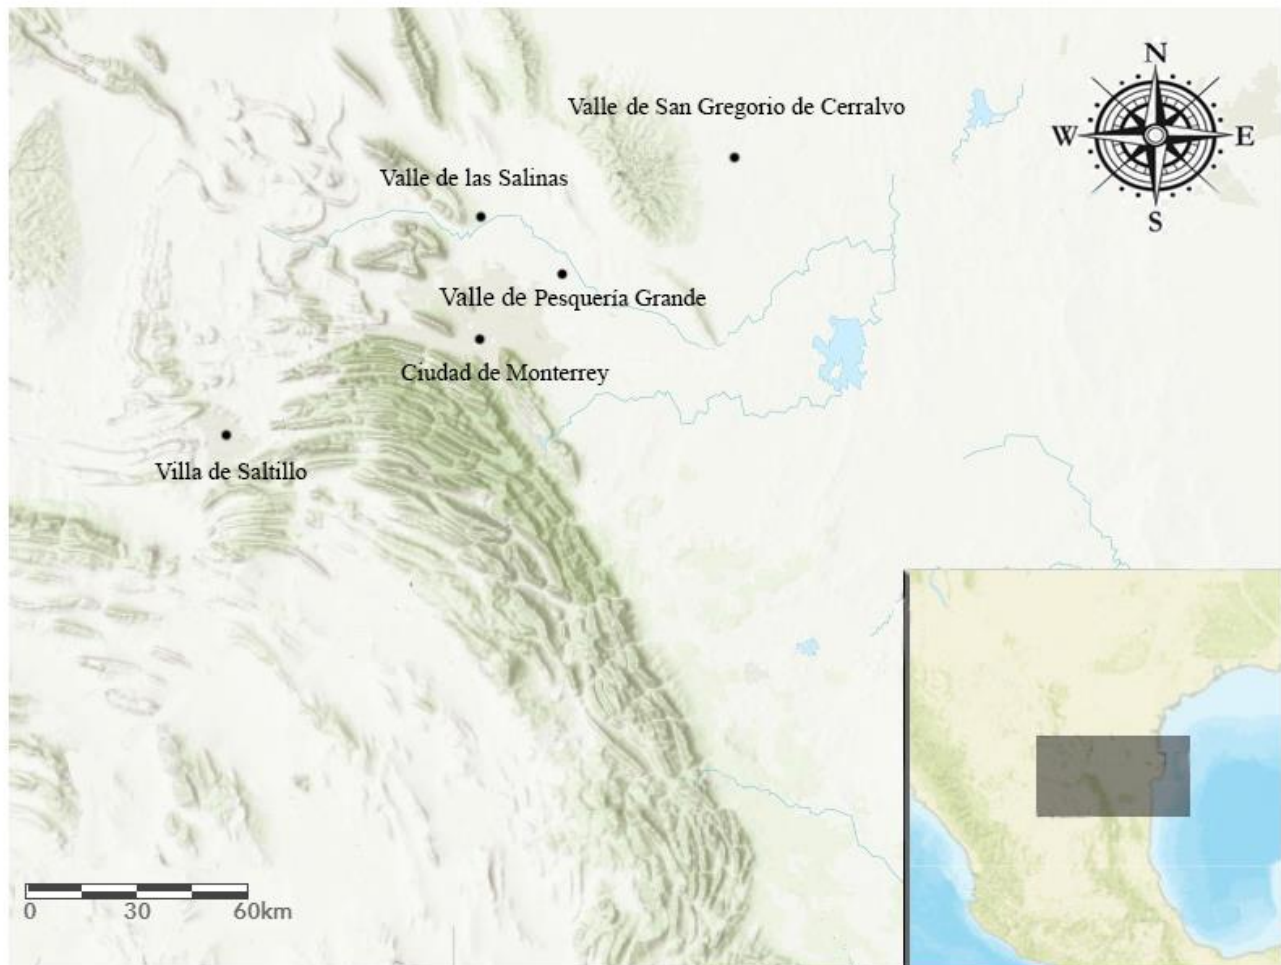 N
Valle de San Gregorio de Cerralvo
W
E
Valle de las Salinas
S
Valle de Pesquería Grande
Ciudad de Monterrey
Villa de Saltillo
0 30 60km